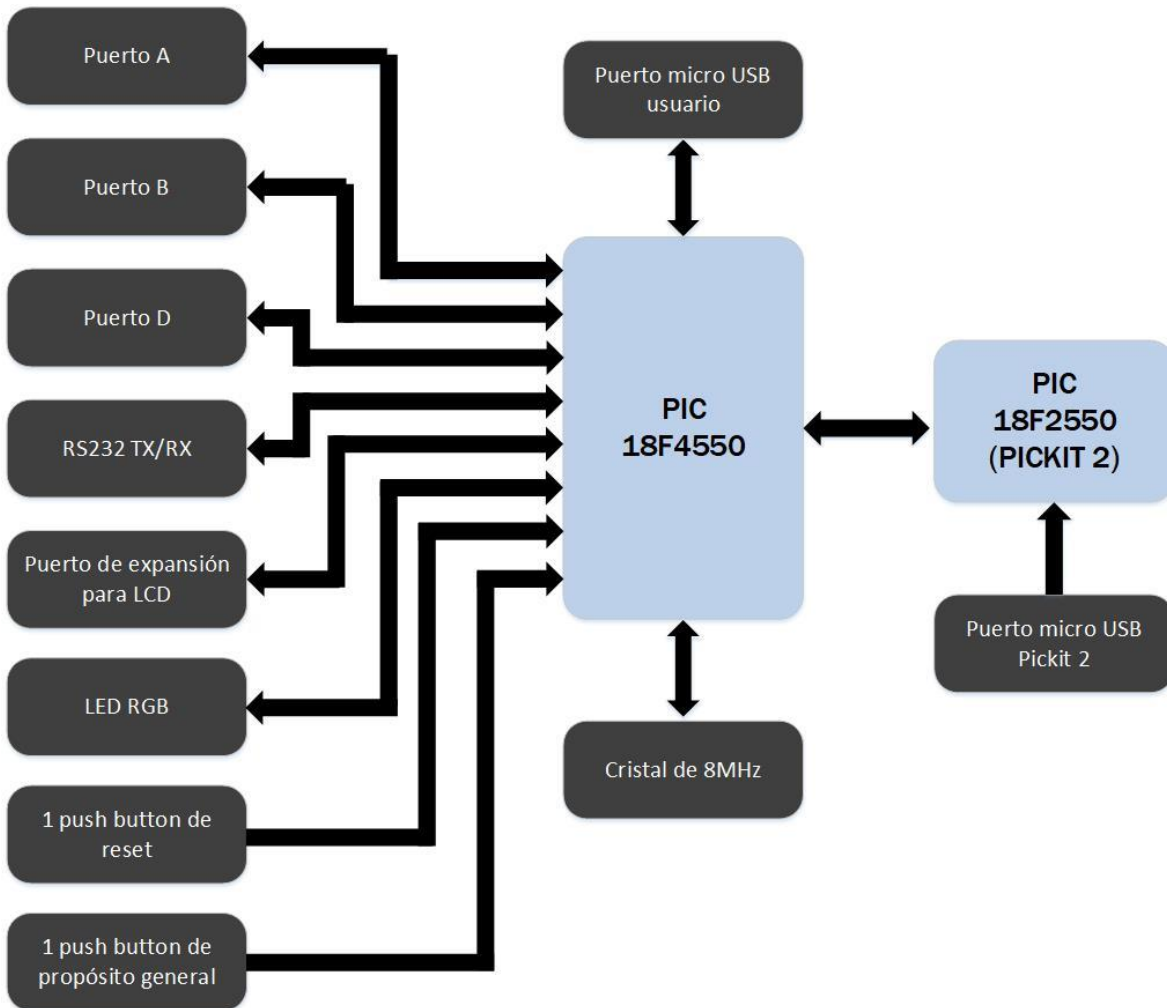 Puerto A
Puerto B
Puerto D
RS232 TX/RX
Puerto de expansión
para LCD
LED RGB
1 push button de
reset
1 push button de
propósito general
Puerto micro USB
usuario
PIC
18F4550
Cristal de 8MHz
PIC
18F2550
(PICKIT 2)
Puerto micro USB
Pickit 2